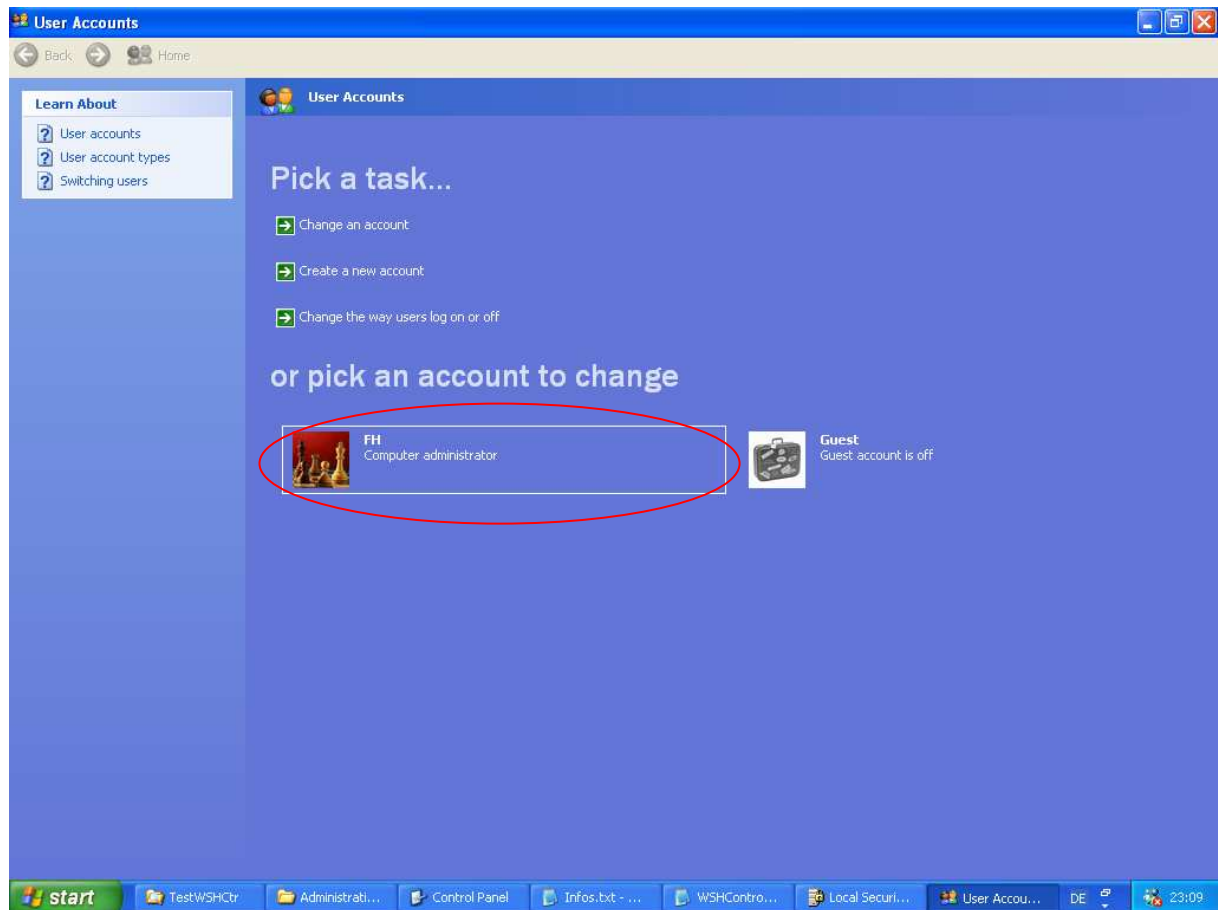 User Accounts
Back Home
Learn About
User accounts
User account types
Switching users
User Accounts
Pick a task...
Change an account
Create a new account
Change the way users log on or off
or pick an account to change
FH
Computer administrator
Guest
Guest account is off
start TestWSHCtr Administrati... Control Panel Infos.txt - ... WSHContro... Local Securi... User Accou... DE 23:09